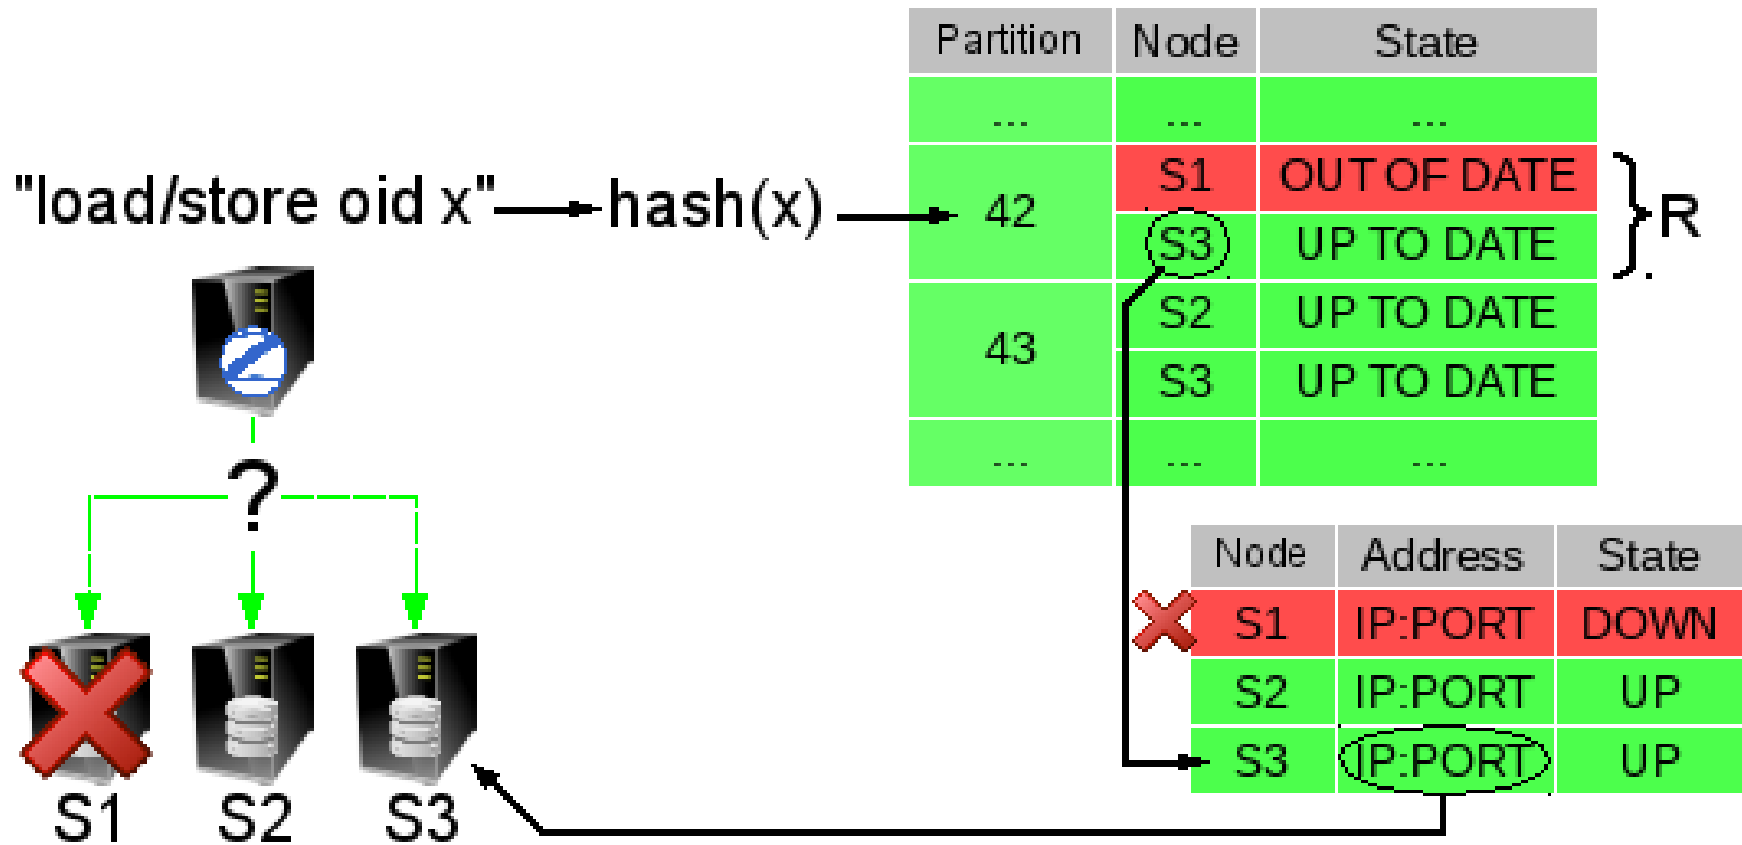 Partition Node State
... ... ...
"load/store oid x" hash(x) 42 S1 OUT OF DATE R
S3 UP TO DATE
43 S2 UP TO DATE
S3 UP TO DATE
... ... ...
?
Node Address State
S1 IP:PORT DOWN
S2 IP:PORT UP
S3 IP:PORT UP
S1 S2 S3